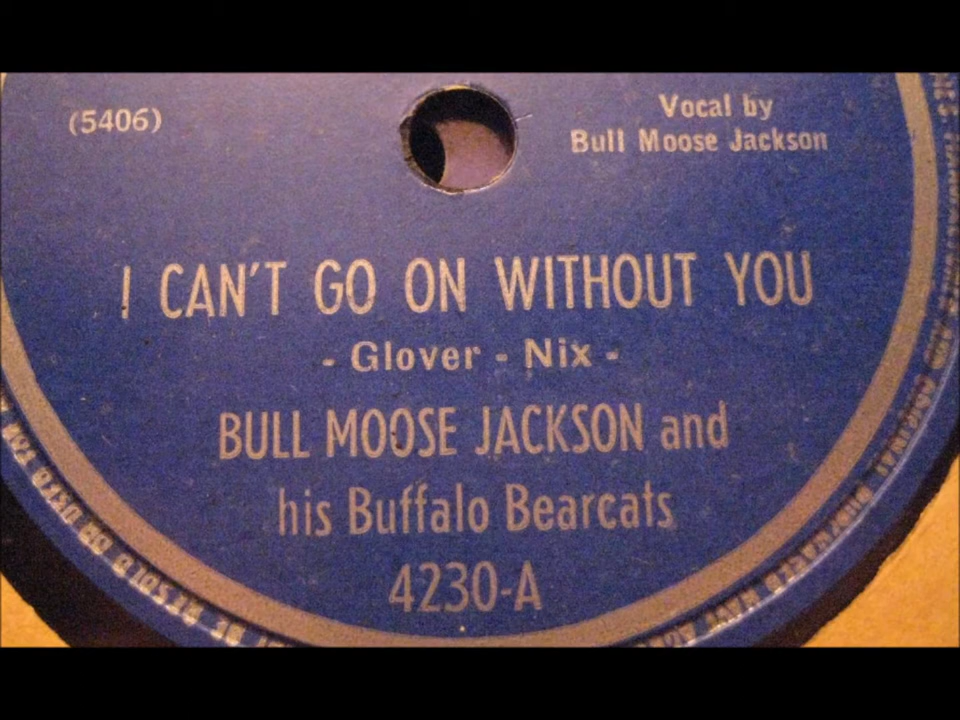 (5406)
Vocal by
Bull Moose Jackson
I CAN'T GO ON WITHOUT YOU
- Glover - Nix -
BULL MOOSE JACKSON and
his Buffalo Bearcats
4230-A